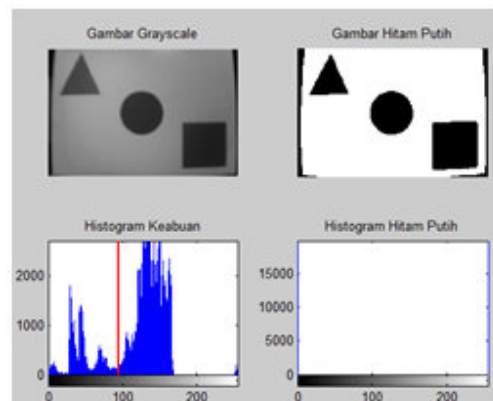 Gambar Grayscale
Gambar Hitam Putih
Histogram Keabuan
Histogram Hitam Putih
2000
1000
0
0 100 200
15000
10000
5000
0
0 100 200